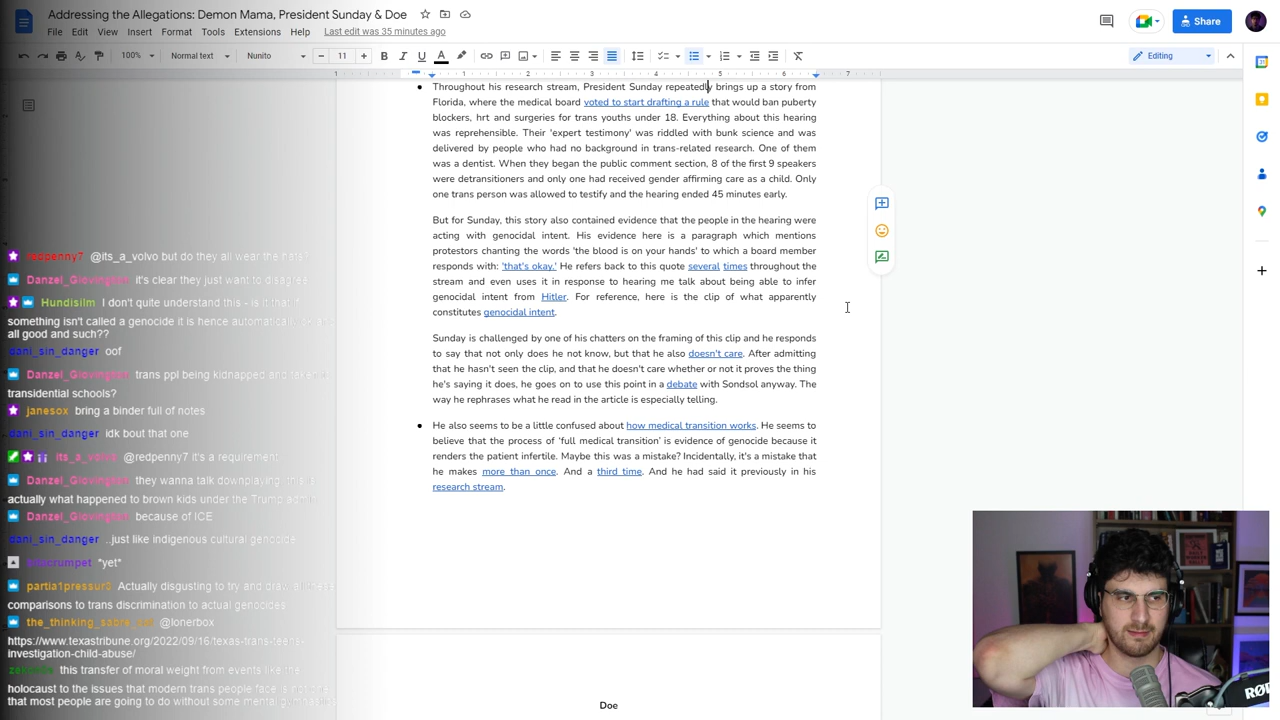 Addressing the Allegations: Demon Mama, President Sunday & Doe
File Edit View Insert Format Tools Extensions Help Last edit was 35 minutes ago
Share
100% Normal text Nunito 11 Editing
1 1 2 3 4 5 6 7
Throughout his research stream, President Sunday repeatedly brings up a story from
Florida, where the medical board voted to start drafting a rule that would ban puberty
blockers, hrt and surgeries for trans youths under 18. Everything about this hearing
was reprehensible. Their 'expert testimony' was riddled with bunk science and was
delivered by people who had no background in trans-related research. One of them
was a dentist. When they began the public comment section, 8 of the first 9 speakers
were detransitioners and only one had received gender affirming care as a child. Only
one trans person was allowed to testify and the hearing ended 45 minutes early.
But for Sunday, this story also contained evidence that the people in the hearing were
acting with genocidal intent. His evidence here is a paragraph which mentions
protestors chanting the words 'the blood is on your hands' to which a board member
responds with: 'that's okay.' He refers back to this quote several times throughout the
stream and even uses it in response to hearing me talk about being able to infer
genocidal intent from Hitler. For reference, here is the clip of what apparently
constitutes genocidal intent.
Sunday is challenged by one of his chatters on the framing of this clip and he responds
to say that not only does he not know, but that he also doesn't care. After admitting
that he hasn't seen the clip, and that he doesn't care whether or not it proves the thing
he's saying it does, he goes on to use this point in a debate with Sondsol anyway. The
way he rephrases what he read in the article is especially telling.
He also seems to be a little confused about how medical transition works. He seems to
believe that the process of 'full medical transition' is evidence of genocide because it
renders the patient infertile. Maybe this was a mistake? Incidentally, it's a mistake that
he makes more than once. And a third time. And he had said it previously in his
research stream.
Doe
redpenny7 @its_a_volvo but do they all wear the hats?
Danzel_Glovington it's clear they just want to disagree
Hundisilm I don't quite understand this - is it that if
something isn't called a genocide it is hence automatically
all good and such??
dani_sin_danger oof
Danzel_Glovington trans ppl being kidnapped and taken
transidential schools?
janesox bring a binder full of notes
dani_sin_danger idk bout that one
its_a_volvo @redpenny7 it's a requirement
Danzel_Glovington they wanna talk downplaying, this is
actually what happened to brown kids under the Trump admin
Danzel_Glovington because of ICE
dani_sin_danger ..just like indigenous cultural genocide
*yet*
partia1pressur3 Actually disgusting to try and draw
comparisons to trans discrimination to actual genocides
@lonerbox
https://www.texastribune.org/2022/09/16/texas-trans-teens-
investigation-child-abuse/
this transfer of moral weight from events like the
holocaust to the issues that modern trans people face is
that most people are going to do without some mental gymnastics
RØD